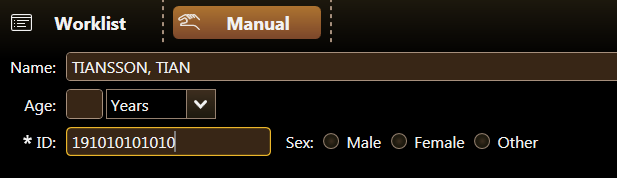 Worklist Manual
Name: TIANSSON, TIAN
Age: Years
* ID: 191010101010 Sex: Male Female Other